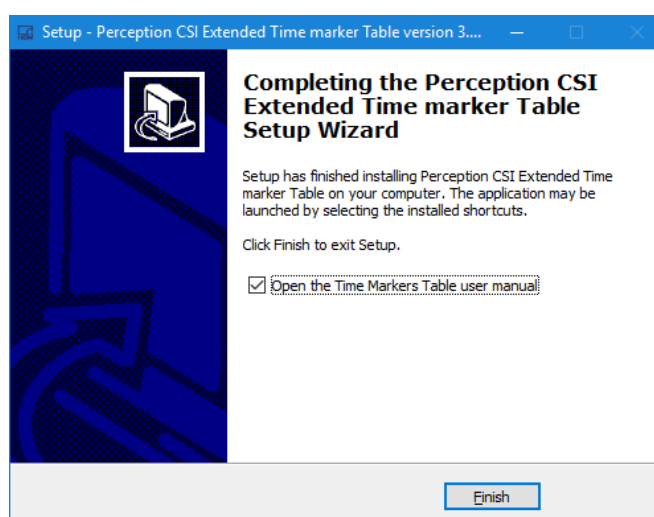 Setup - Perception CSI Extended Time marker Table version 3....
Completing the Perception CSI
Extended Time marker Table
Setup Wizard
Setup has finished installing Perception CSI Extended Time
marker Table on your computer. The application may be
launched by selecting the installed shortcuts.
Click Finish to exit Setup.
Open the Time Markers Table user manual
Finish